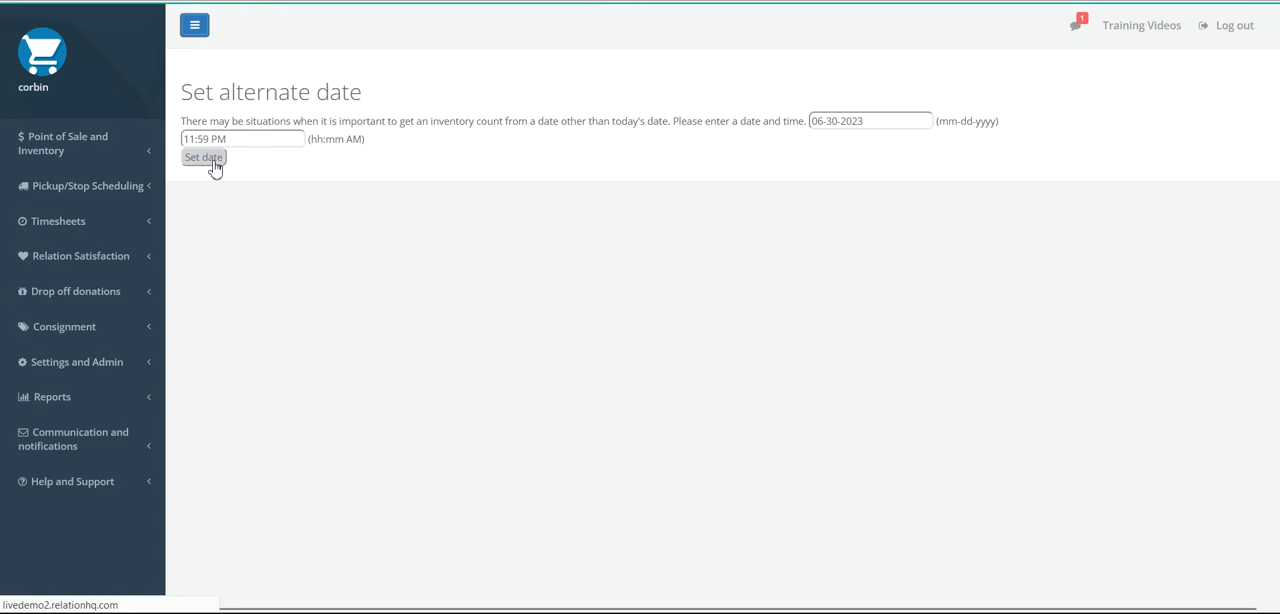 1
Training Videos
Log out
corbin
$ Point of Sale and
Inventory
Pickup/Stop Scheduling
Timesheets
Relation Satisfaction
Drop off donations
Consignment
Settings and Admin
Reports
Communication and
notifications
Help and Support
Set alternate date
There may be situations when it is important to get an inventory count from a date other than today's date. Please enter a date and time. 06-30-2023 (mm-dd-yyyy)
11:59 PM (hh:mm AM)
Set date
livedemo2.relationhq.com